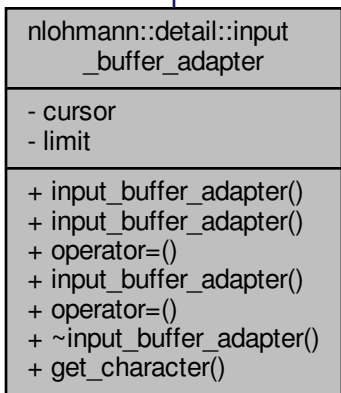 nlohmann::detail::input
_buffer_adapter
- cursor
- limit
+ input_buffer_adapter()
+ input_buffer_adapter()
+ operator=()
+ input_buffer_adapter()
+ operator=()
+ ~input_buffer_adapter()
+ get_character()